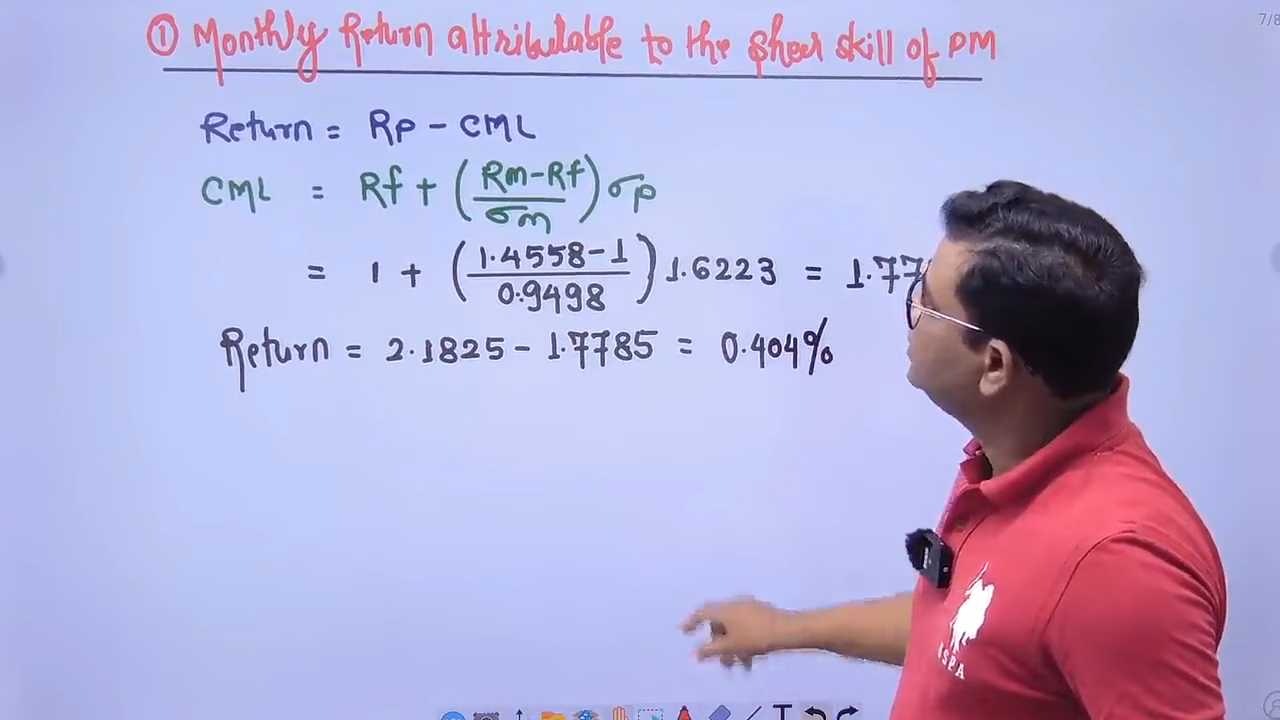 ① Monthly Return attributable to the sheer skill of PM
7/8
Return = Rp - CML
CML = Rf + (Rm-Rf/σm) σp
= 1 + (1.4558-1/0.9498) 1.6223 = 1.77
Return = 2.1825 - 1.7785 = 0.404%
USPA